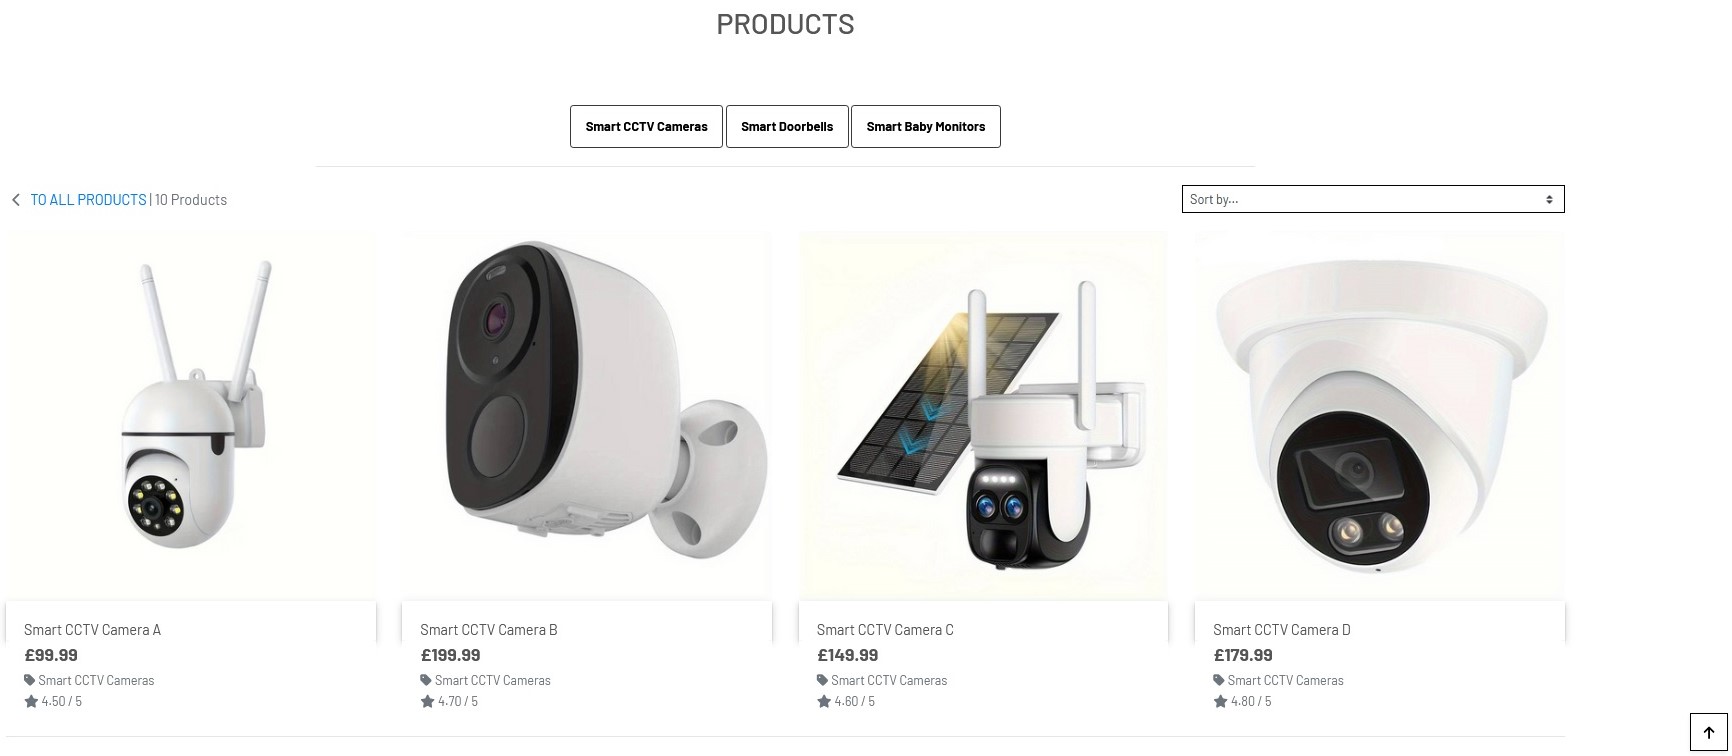 PRODUCTS
Smart CCTV Cameras Smart Doorbells Smart Baby Monitors
TO ALL PRODUCTS | 10 Products Sort by...
Smart CCTV Camera A
£99.99
Smart CCTV Cameras
4.50 / 5
Smart CCTV Camera B
£199.99
Smart CCTV Cameras
4.70 / 5
Smart CCTV Camera C
£149.99
Smart CCTV Cameras
4.60 / 5
Smart CCTV Camera D
£179.99
Smart CCTV Cameras
4.80 / 5